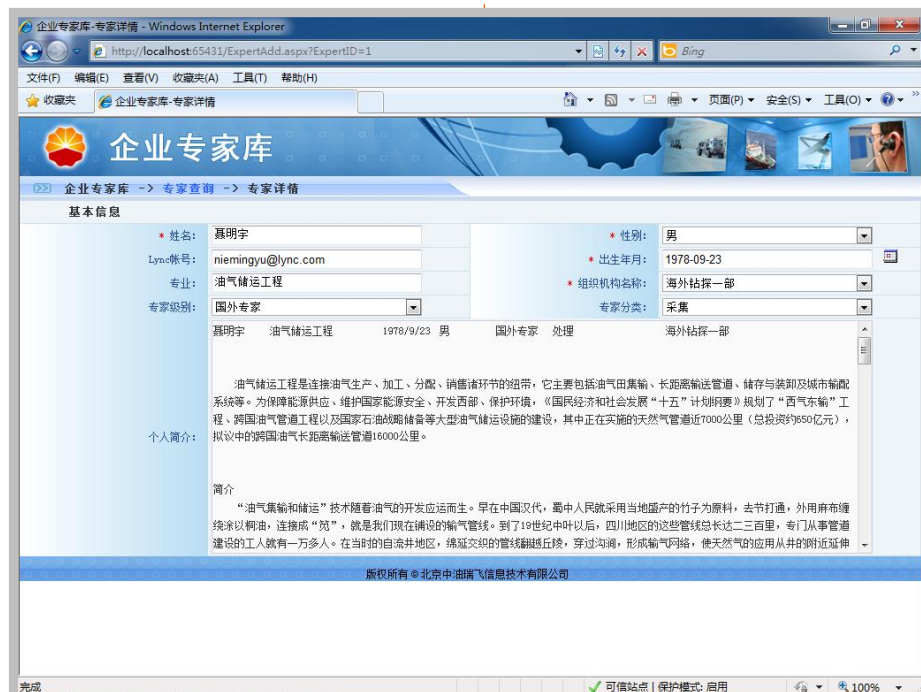 企业专家库-专家详情 - Windows Internet Explorer
http://localhost:65431/ExpertAdd.aspx?ExpertID=1
Bing
文件(F) 编辑(E) 查看(V) 收藏夹(A) 工具(T) 帮助(H)
收藏夹 企业专家库-专家详情 页面(P) 安全(S) 工具(O)
企业专家库
企业专家库 -> 专家查询 -> 专家详情
基本信息
* 姓名: 聂明宇 * 性别: 男
Lync帐号: niemingyu@lync.com * 出生年月: 1978-09-23
专业: 油气储运工程 * 组织机构名称: 海外钻探一部
专家级别: 国外专家 专家分类: 采集
聂明宇 油气储运工程 1978/9/23 男 国外专家 处理 海外钻探一部
油气储运工程是连接油气生产、加工、分配、销售诸环节的纽带，它主要包括油气田集输、长距离输送管道、储存与装卸及城市输配
系统等。为保障能源供应、维护国家能源安全、开发西部、保护环境，《国民经济和社会发展“十五”计划纲要》规划了“西气东输”工
程、跨国油气管道工程以及国家石油战略储备等大型油气储运设施的建设，其中正在实施的天然气管道近7000公里（总投资约850亿元），
个人简介: 拟议中的跨国油气长距离输送管道16000公里。
简介
“油气集输和储运”技术随着油气的开发应运而生。早在中国汉代，蜀中人民就采用当地盛产的竹子为原料，去节打通，外用麻布缠
绕涂以桐油，连接成“笕”，就是我们现在铺设的输气管线。到了19世纪中叶以后，四川地区的这些管线总长达二三百里，专门从事管道
建设的工人就有一万多人。在当时的自流井地区，绵延交织的管线翻越丘陵，穿过沟涧，形成输气网络，使天然气的应用从井的附近延伸
版权所有©北京中油瑞飞信息技术有限公司
完成 可信站点 | 保护模式: 启用 100%